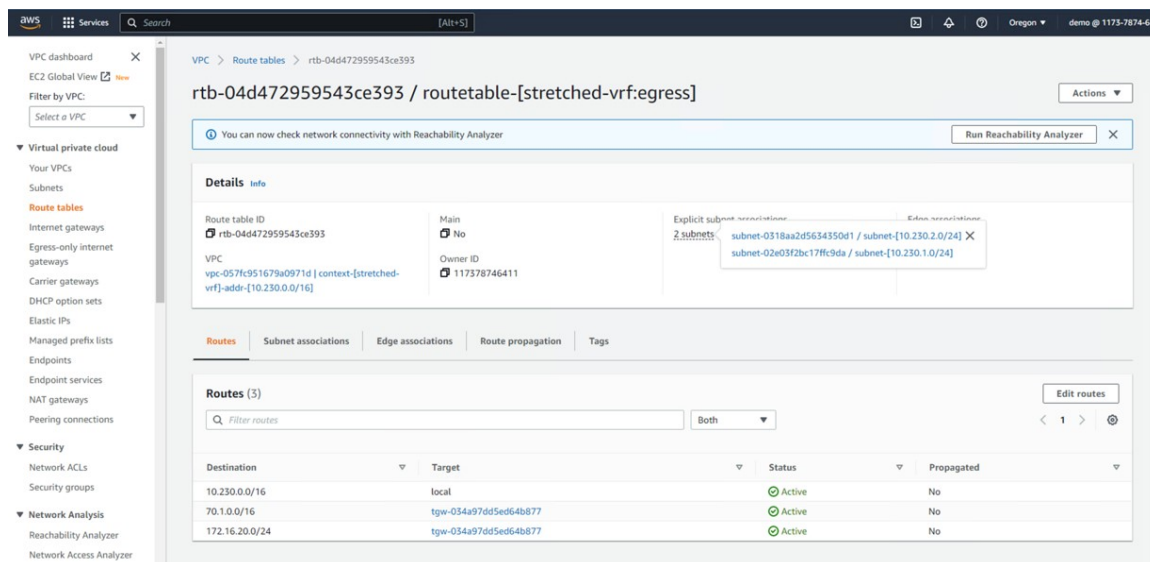 aws
Services
Search
[Alt+S]
Oregon ▼
demo @ 1173-7874-6
VPC dashboard
EC2 Global View New
Filter by VPC:
Select a VPC
Virtual private cloud
Your VPCs
Subnets
Route tables
Internet gateways
Egress-only internet
gateways
Carrier gateways
DHCP option sets
Elastic IPs
Managed prefix lists
Endpoints
Endpoint services
NAT gateways
Peering connections
Security
Network ACLs
Security groups
Network Analysis
Reachability Analyzer
Network Access Analyzer
VPC > Route tables > rtb-04d472959543ce393
rtb-04d472959543ce393 / routetable-[stretched-vrf:egress]
Actions ▼
You can now check network connectivity with Reachability Analyzer
Run Reachability Analyzer
Details Info
Route table ID
rtb-04d472959543ce393
VPC
vpc-057fc951679a0971d | context-[stretched-
vrf]-addr-[10.230.0.0/16]
Main
No
Owner ID
117378746411
Explicit subnet associations
2 subnets
Edge associations
subnet-0318aa2d5634350d1 / subnet-[10.230.2.0/24]
subnet-02e03f2bc17ffc9da / subnet-[10.230.1.0/24]
Routes Subnet associations Edge associations Route propagation Tags
Routes (3)
Edit routes
Filter routes
Both
1
Destination Target Status Propagated
10.230.0.0/16 local Active No
70.1.0.0/16 tgw-034a97dd5ed64b877 Active No
172.16.20.0/24 tgw-034a97dd5ed64b877 Active No